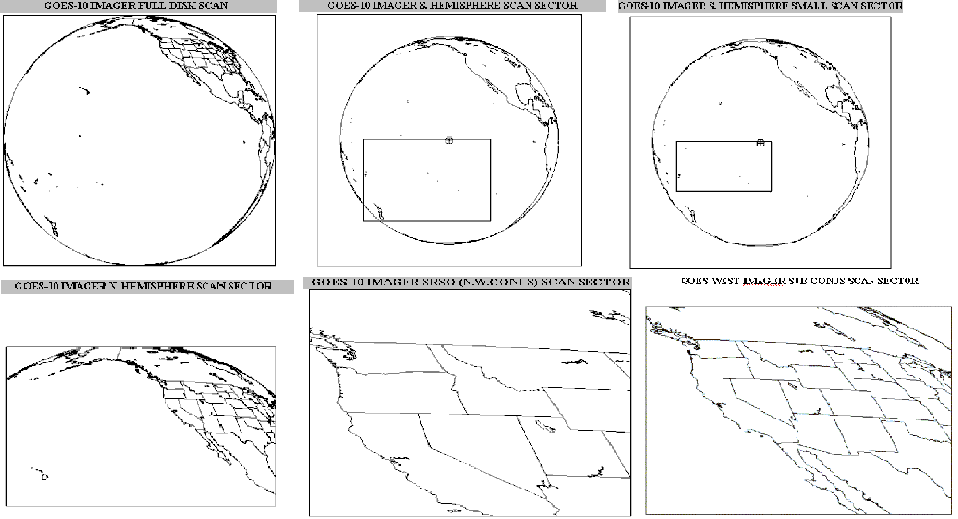 GOES-10 IMAGER FULL DISK SCAN
GOES-10 IMAGER S. HEMISPHERE SCAN SECTOR
GOES-10 IMAGER S. HEMISPHERE SMALL SCAN SECTOR
GOES-10 IMAGER N. HEMISPHERE SCAN SECTOR
GOES-10 IMAGER SRSO (N.W.CONUS) SCAN SECTOR
GOES WEST IMAGER SUB CONUS SCAN SECTOR